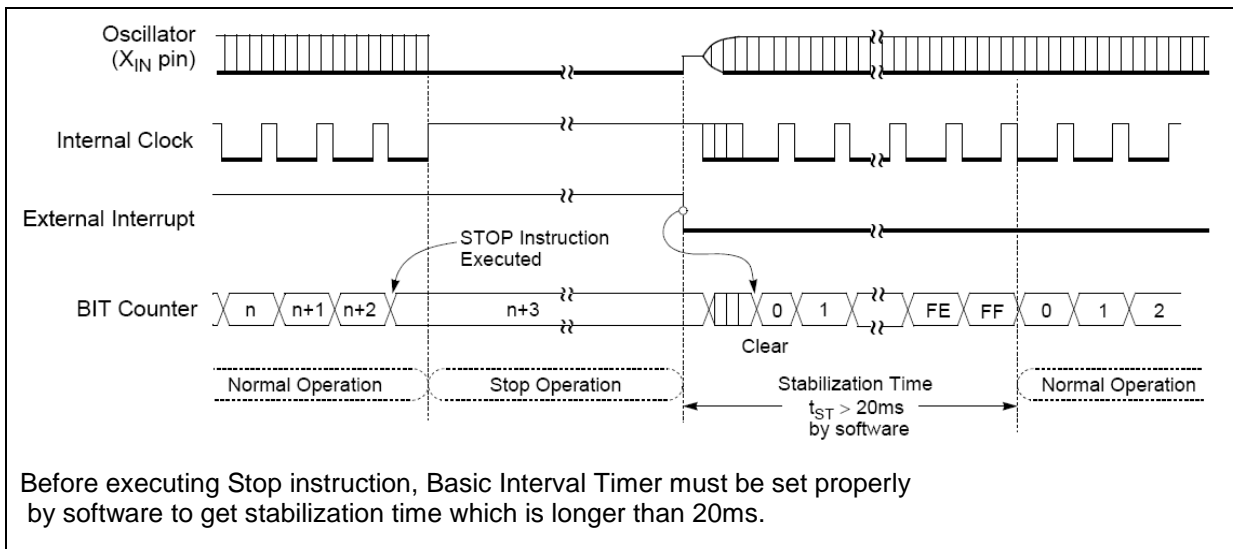 Oscillator
(XIN pin)
Internal Clock
External Interrupt
STOP Instruction
Executed
BIT Counter
n n+1 n+2 n+3 0 1 FE FF 0 1 2
Clear
Normal Operation Stop Operation Stabilization Time Normal Operation
tST > 20ms
by software
Before executing Stop instruction, Basic Interval Timer must be set properly
by software to get stabilization time which is longer than 20ms.